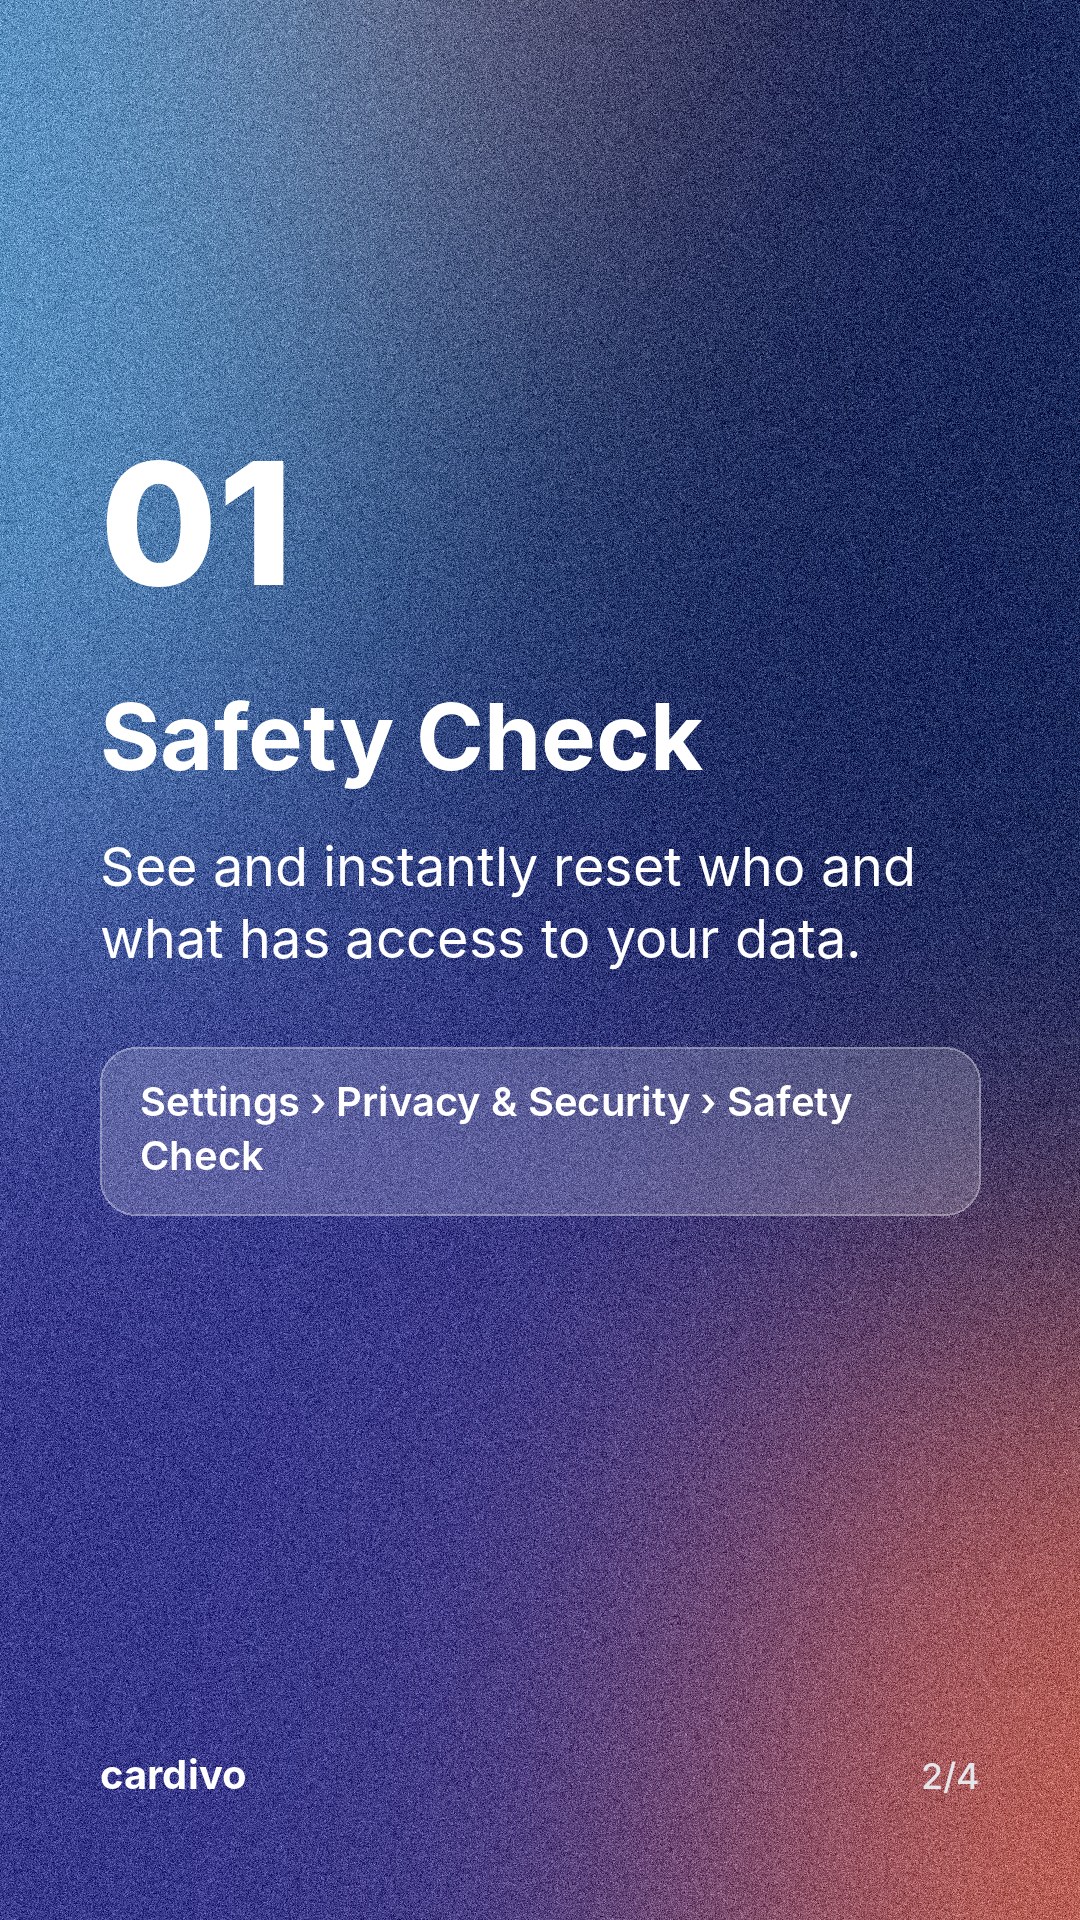 01
Safety Check
See and instantly reset who and
what has access to your data.
Settings › Privacy & Security › Safety
Check
cardivo
2/4